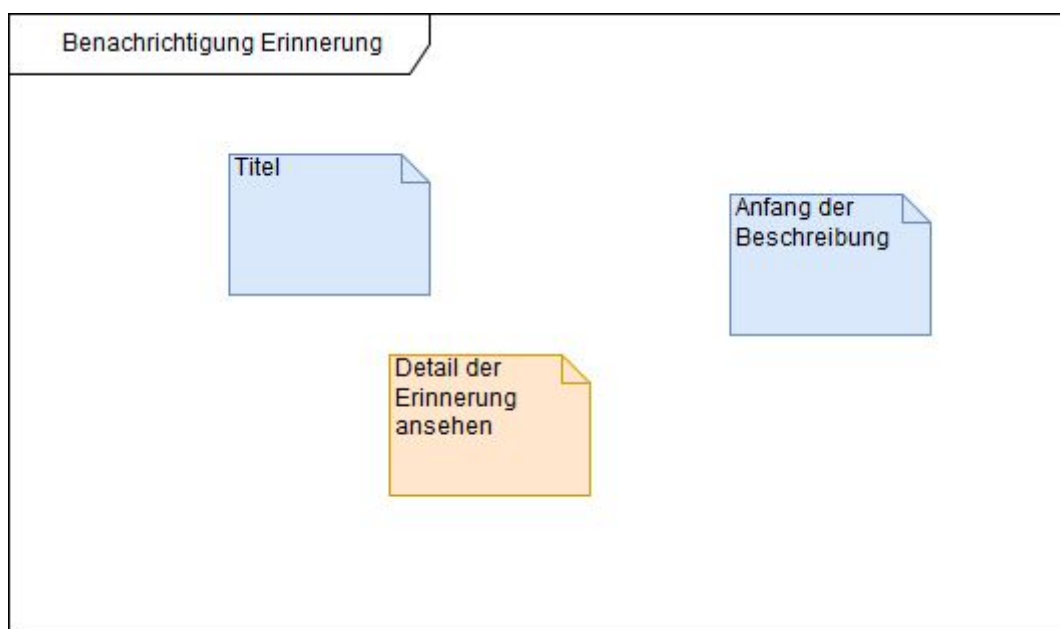 Benachrichtigung Erinnerung
Titel
Anfang der
Beschreibung
Detail der
Erinnerung
ansehen